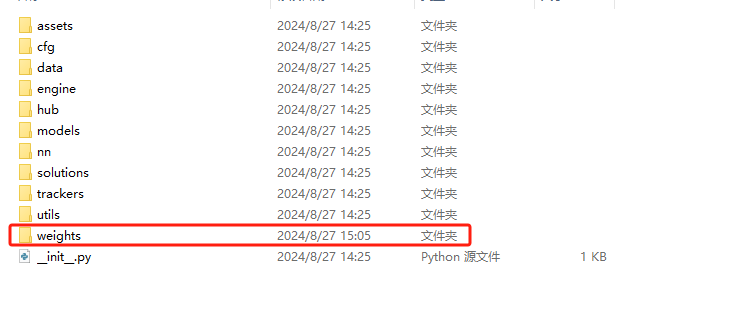 assets 2024/8/27 14:25 文件夹
cfg 2024/8/27 14:25 文件夹
data 2024/8/27 14:25 文件夹
engine 2024/8/27 14:25 文件夹
hub 2024/8/27 14:25 文件夹
models 2024/8/27 14:25 文件夹
nn 2024/8/27 14:25 文件夹
solutions 2024/8/27 14:25 文件夹
trackers 2024/8/27 14:25 文件夹
utils 2024/8/27 14:25 文件夹
weights 2024/8/27 15:05 文件夹
__init__.py 2024/8/27 14:25 Python 源文件 1 KB